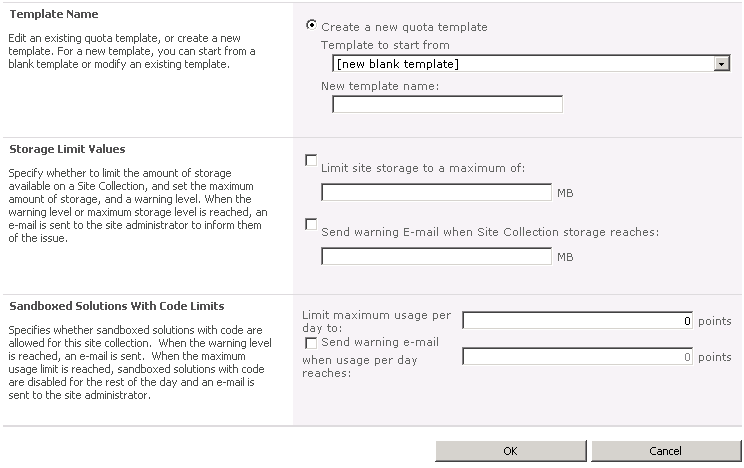 Template Name
Edit an existing quota template, or create a new
template. For a new template, you can start from a
blank template or modify an existing template.
Create a new quota template
Template to start from
[new blank template]
New template name:
Storage Limit Values
Specify whether to limit the amount of storage
available on a Site Collection, and set the maximum
amount of storage, and a warning level. When the
warning level or maximum storage level is reached, an
e-mail is sent to the site administrator to inform them
of the issue.
Limit site storage to a maximum of:
MB
Send warning E-mail when Site Collection storage reaches:
MB
Sandboxed Solutions With Code Limits
Specifies whether sandboxed solutions with code are
allowed for this site collection.  When the warning level
is reached, an e-mail is sent.  When the maximum
usage limit is reached, sandboxed solutions with code
are disabled for the rest of the day and an e-mail is
sent to the site administrator.
Limit maximum usage per
day to:
0 points
Send warning e-mail
when usage per day
reaches:
0 points
OK
Cancel